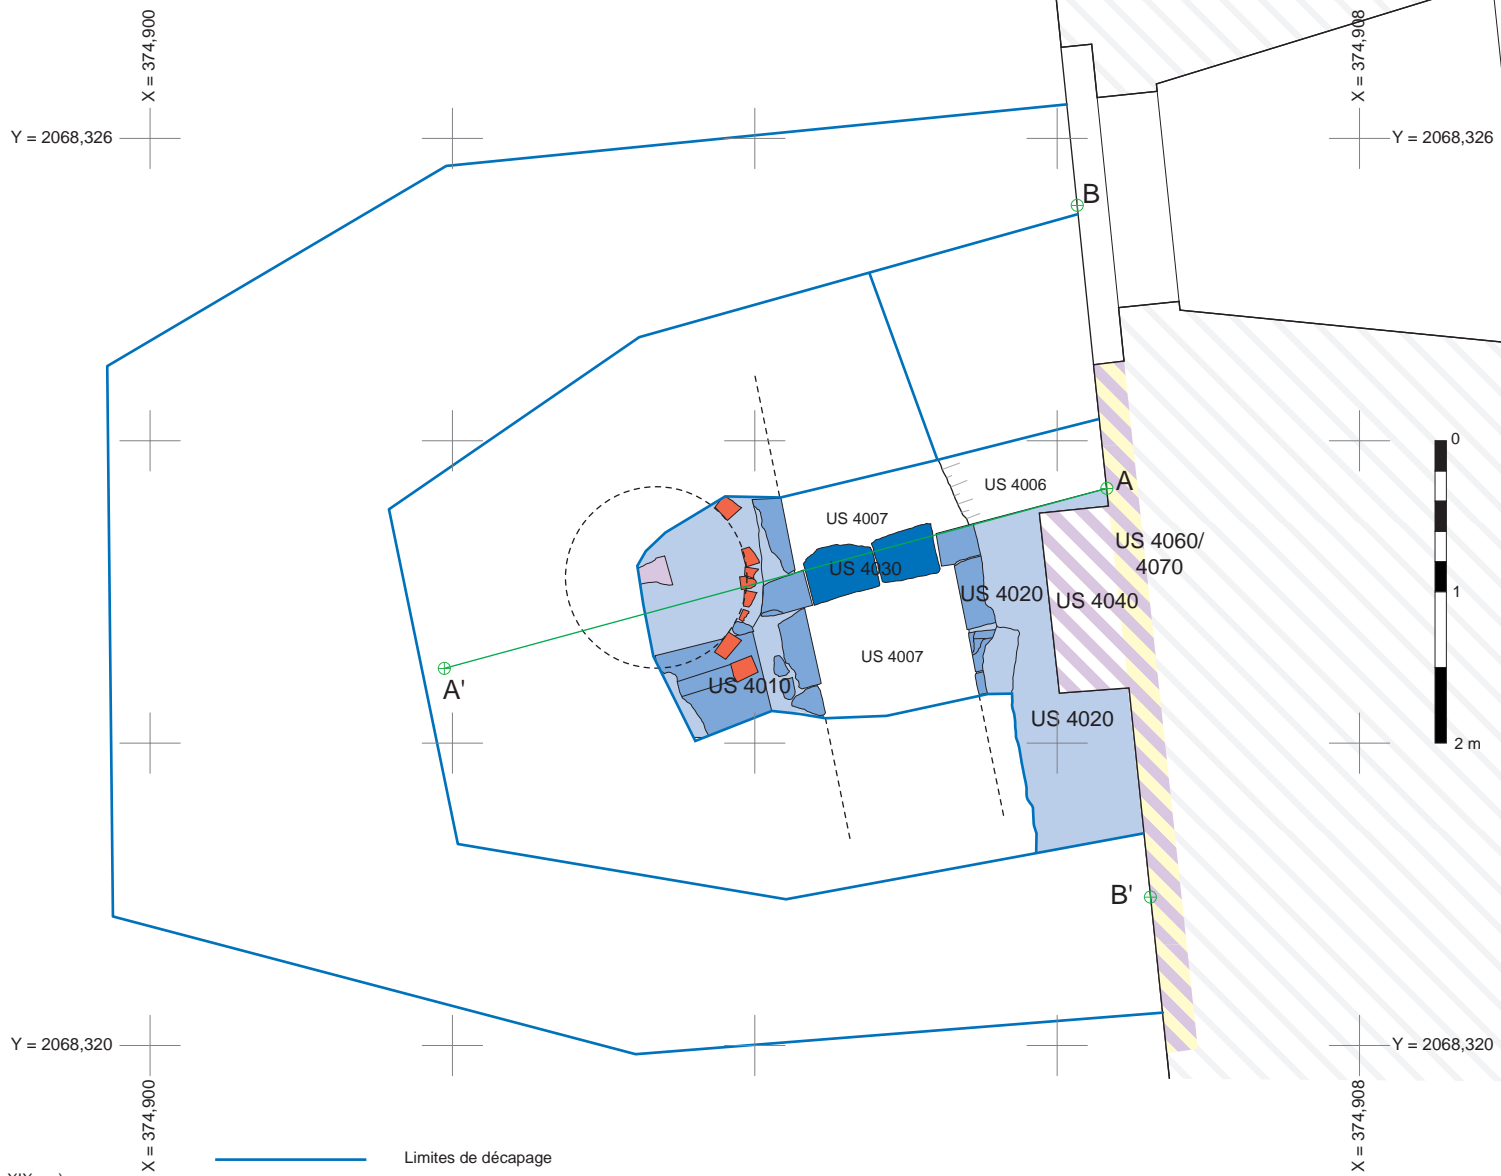 X = 374,900
X = 374,908
Y = 2068,326
Y = 2068,326
B
0
A
US 4006
US 4007
US 4060/
4070
US 4030
US 4020
US 4040
1
US 4007
A'
US 4010
US 4020
2 m
B'
Y = 2068,320
Y = 2068,320
X = 374,900
X = 374,908
Limites de décapage